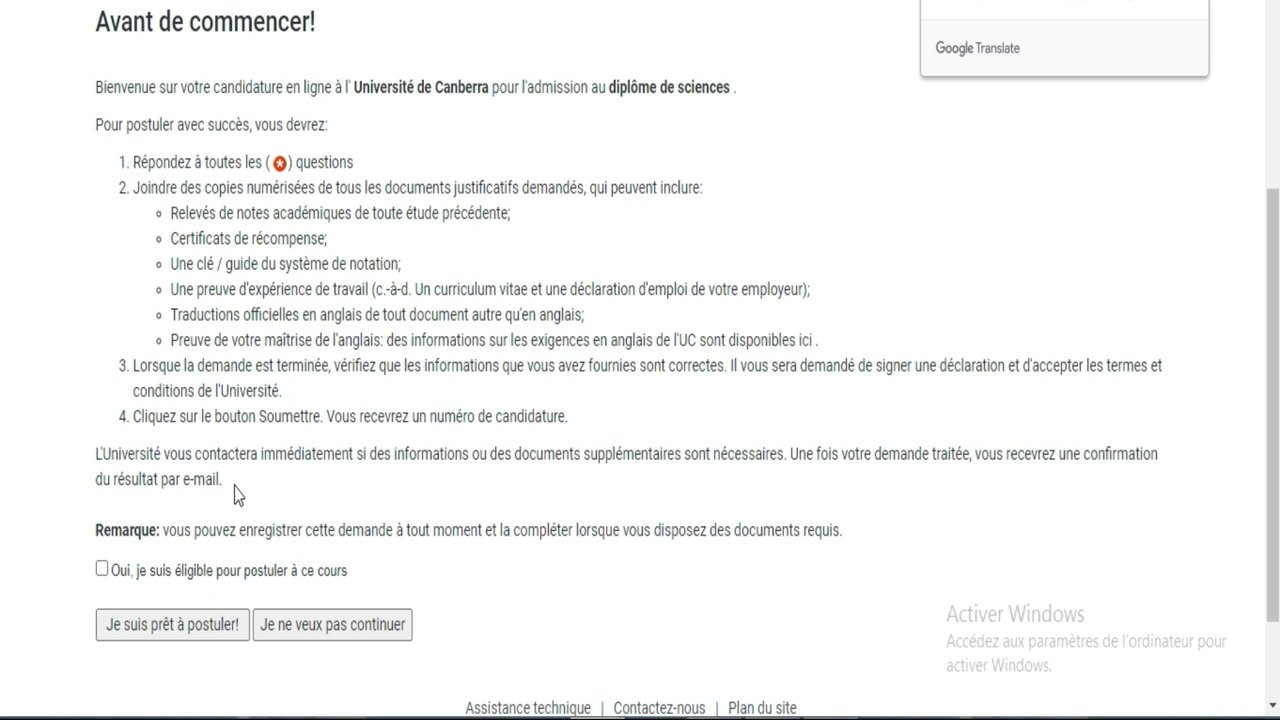 Avant de commencer!
Google Translate
Bienvenue sur votre candidature en ligne à l' Université de Canberra pour l'admission au diplôme de sciences .
Pour postuler avec succès, vous devrez:
1. Répondez à toutes les ( ) questions
2. Joindre des copies numérisées de tous les documents justificatifs demandés, qui peuvent inclure:
Relevés de notes académiques de toute étude précédente;
Certificats de récompense;
Une clé / guide du système de notation;
Une preuve d'expérience de travail (c.-à-d. Un curriculum vitae et une déclaration d'emploi de votre employeur);
Traductions officielles en anglais de tout document autre qu'en anglais;
Preuve de votre maîtrise de l'anglais: des informations sur les exigences en anglais de l'UC sont disponibles ici .
3. Lorsque la demande est terminée, vérifiez que les informations que vous avez fournies sont correctes. Il vous sera demandé de signer une déclaration et d'accepter les termes et
conditions de l'Université.
4. Cliquez sur le bouton Soumettre. Vous recevrez un numéro de candidature.
L'Université vous contactera immédiatement si des informations ou des documents supplémentaires sont nécessaires. Une fois votre demande traitée, vous recevrez une confirmation
du résultat par e-mail.
Remarque: vous pouvez enregistrer cette demande à tout moment et la compléter lorsque vous disposez des documents requis.
Oui, je suis éligible pour postuler à ce cours
Je suis prêt à postuler! Je ne veux pas continuer
Activer Windows
Accédez aux paramètres de l'ordinateur pour
activer Windows.
Assistance technique | Contactez-nous | Plan du site